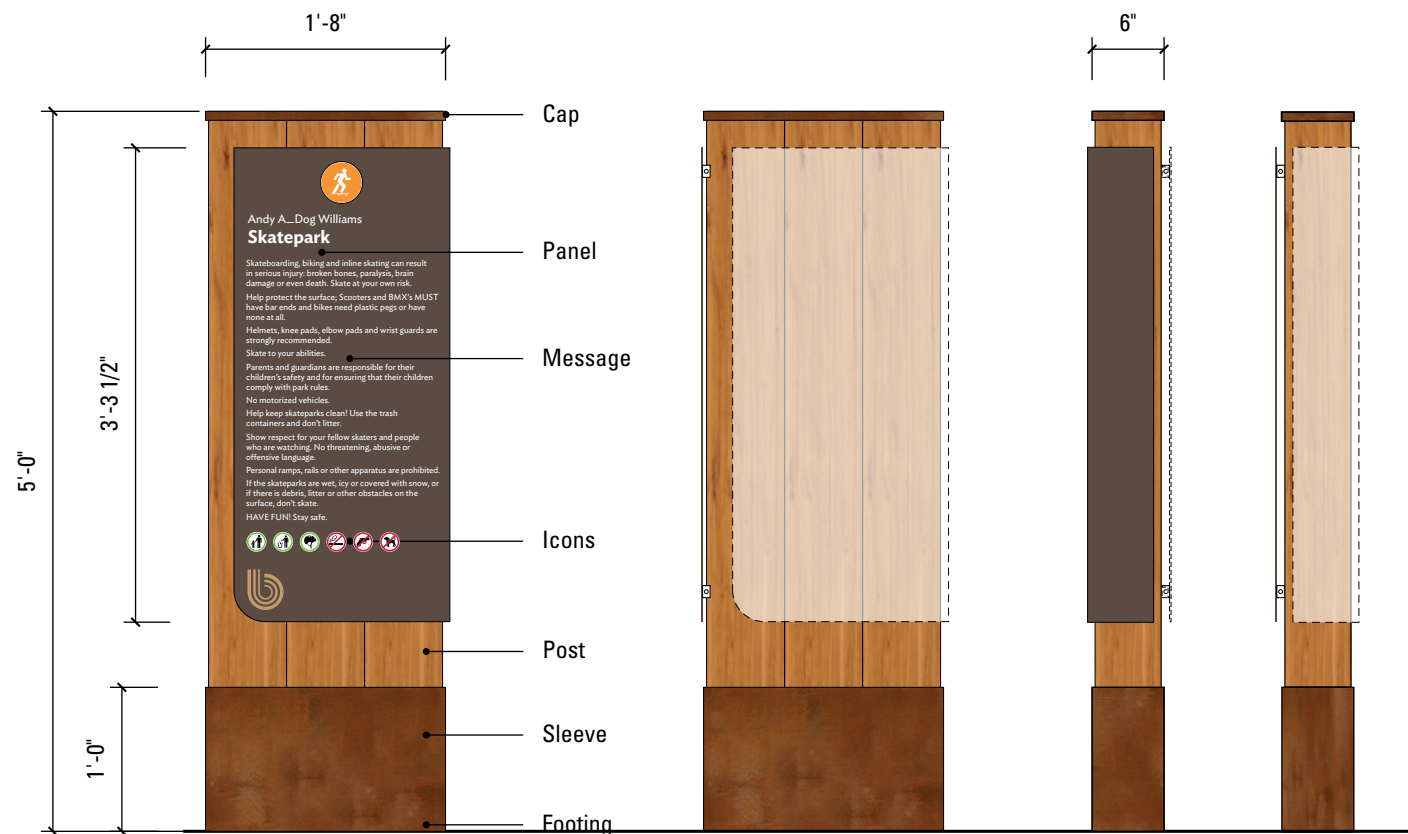 1'-8"
6"
5'-0"
3'-3 1/2"
1'-0"
Cap
Panel
Message
Icons
Post
Sleeve
Footing
Andy A_Dog Williams
Skatepark
Skateboarding, biking and inline skating can result
in serious injury: broken bones, paralysis, brain
damage or even death. Skate at your own risk.
Help protect the surface; Scooters and BMX's MUST
have bar ends and bikes need plastic pegs or have
none at all.
Helmets, knee pads, elbow pads and wrist guards are
strongly recommended.
Skate to your abilities.
Parents and guardians are responsible for their
children's safety and for ensuring that their children
comply with park rules.
No motorized vehicles.
Help keep skateparks clean! Use the trash
containers and don't litter.
Show respect for your fellow skaters and people
who are watching. No threatening, abusive or
offensive language.
Personal ramps, rails or other apparatus are prohibited.
If the skateparks are wet, icy or covered with snow, or
if there is debris, litter or other obstacles on the
surface, don't skate.
HAVE FUN! Stay safe.